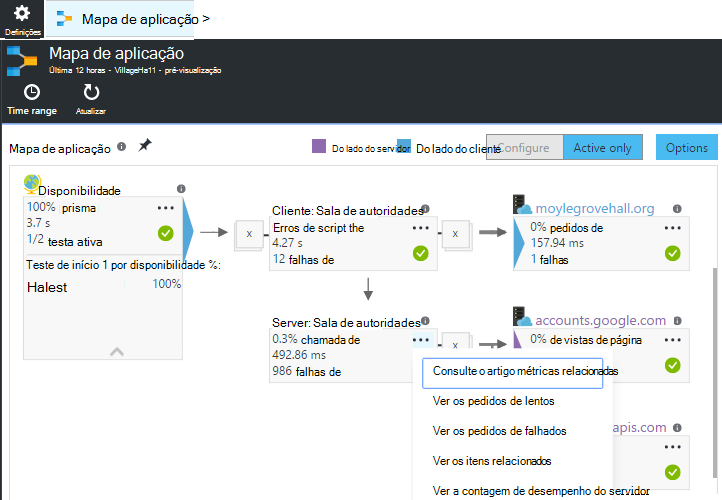 Definições
Mapa de aplicação >
Mapa de aplicação
Última 12 horas - VillageHa11 - pré-visualização
Time range
Atualizar
Mapa de aplicação
Do lado do servidor
Do lado do cliente
Configure
Active only
Options
Disponibilidade
100% prisma
3.7 s
1/2 testa ativa
Teste de início 1 por disponibilidade %:
Halest
100%
x
Cliente: Sala de autoridades
Erros de script the
4.27 s
12 falhas de
x
moylegrovehall.org
0% pedidos de
157.94 ms
1 falhas
Server: Sala de autoridades
0.3% chamada de
492.86 ms
986 falhas de
x
accounts.google.com
0% de vistas de página
Consulte o artigo métricas relacionadas
Ver os pedidos de lentos
Ver os pedidos de falhados
Ver os itens relacionados
Ver a contagem de desempenho do servidor
apis.com